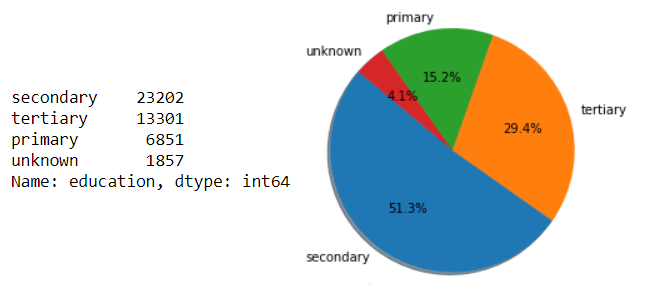 secondary    23202
tertiary     13301
primary       6851
unknown       1857
Name: education, dtype: int64
primary
unknown
15.2%
4.1%
tertiary
29.4%
51.3%
secondary